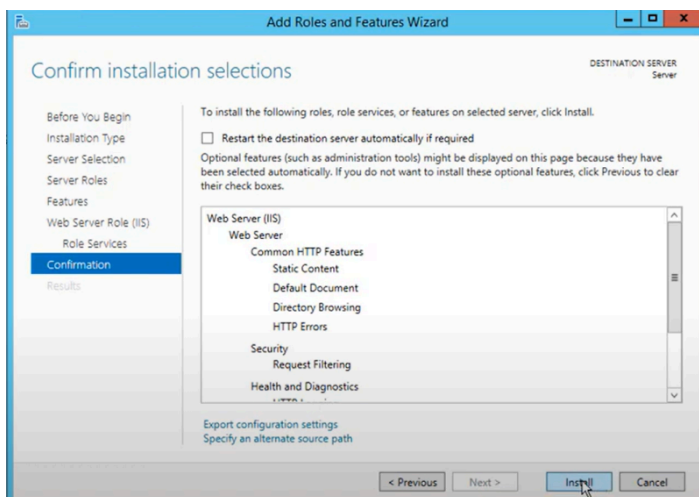 Add Roles and Features Wizard
Confirm installation selections
DESTINATION SERVER
Server
Before You Begin
Installation Type
Server Selection
Server Roles
Features
Web Server Role (IIS)
Role Services
Confirmation
Results
To install the following roles, role services, or features on selected server, click Install.
Restart the destination server automatically if required
Optional features (such as administration tools) might be displayed on this page because they have
been selected automatically. If you do not want to install these optional features, click Previous to clear
their check boxes.
Web Server (IIS)
Web Server
Common HTTP Features
Static Content
Default Document
Directory Browsing
HTTP Errors
Security
Request Filtering
Health and Diagnostics
Export configuration settings
Specify an alternate source path
< Previous
Next >
Install
Cancel